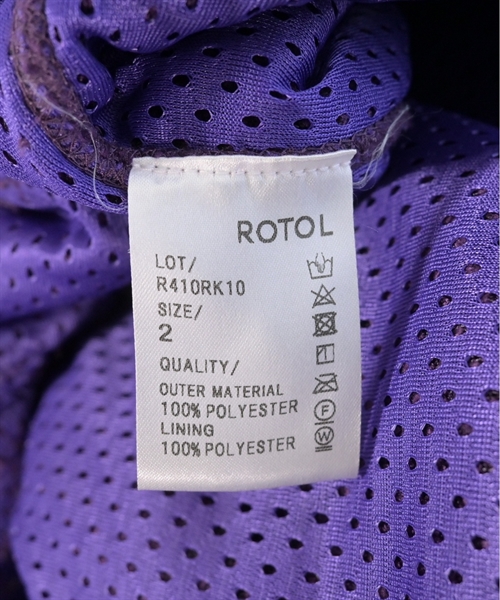 ROTOL
LOT/
R410RK10
SIZE/
2
QUALITY/
OUTER MATERIAL
100% POLYESTER
LINING
100% POLYESTER
F
W